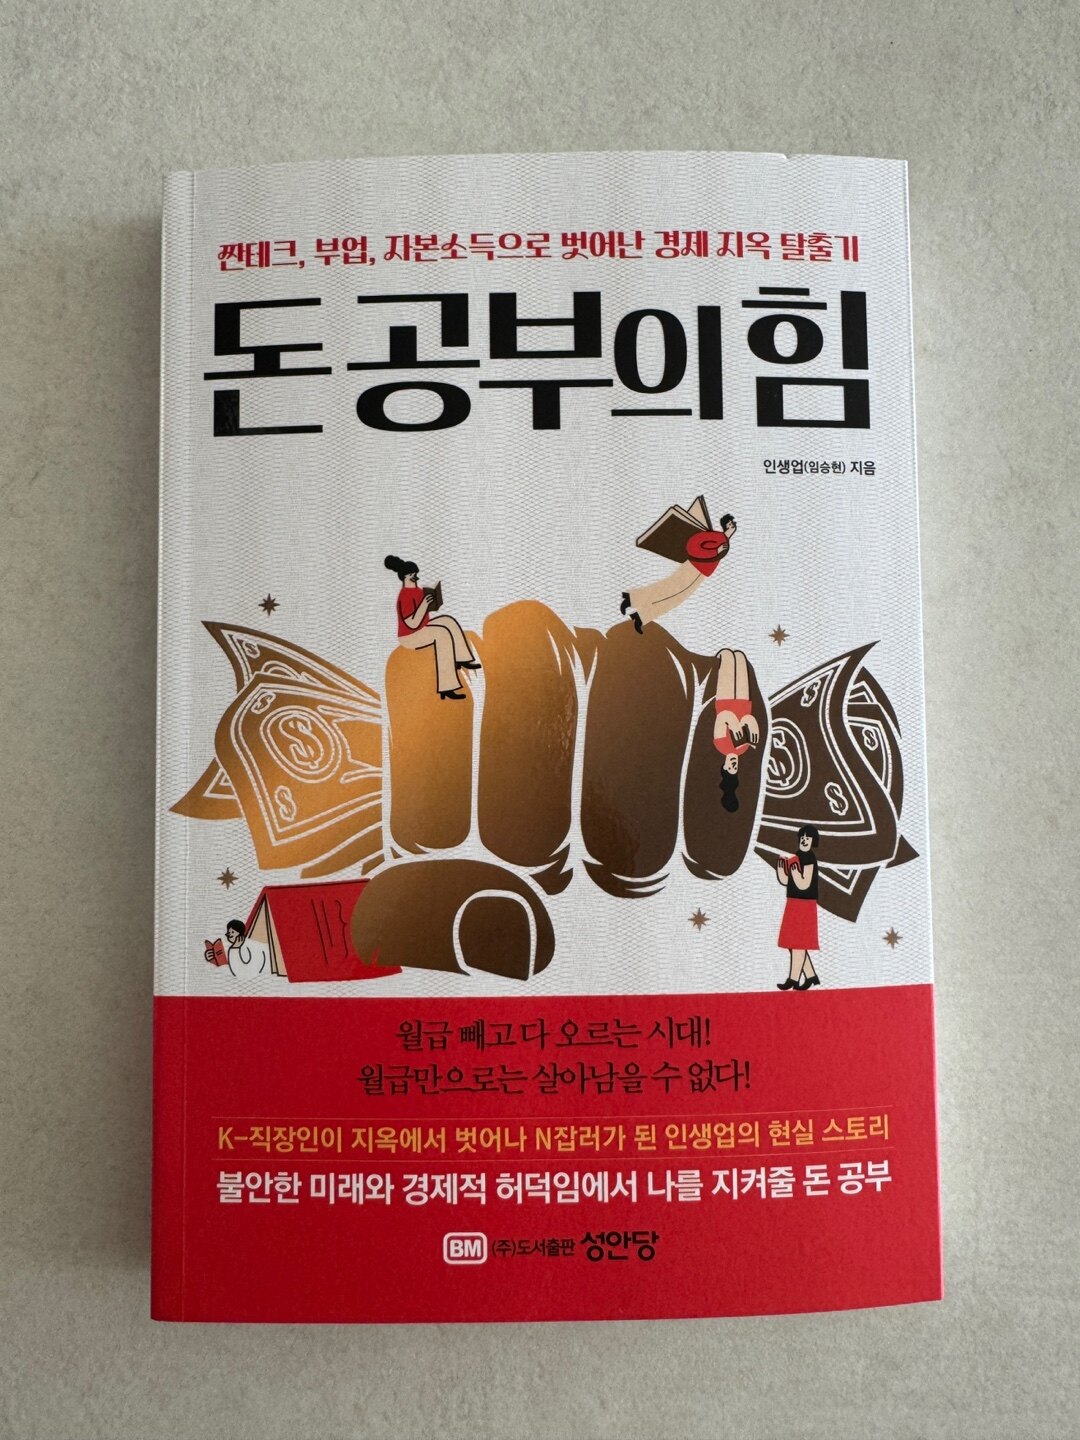 짠테크, 부업, 자본소득으로 벗어난 경제 지옥 탈출기
돈 공부의 힘
인생업(임승현) 지음
월급 빼고 다 오르는 시대!
월급만으로는 살아남을 수 없다!
K-직장인이 지옥에서 벗어나 N잡러가 된 인생업의 현실 스토리
불안한 미래와 경제적 허덕임에서 나를 지켜줄 돈 공부
BM (주)도서출판 성안당